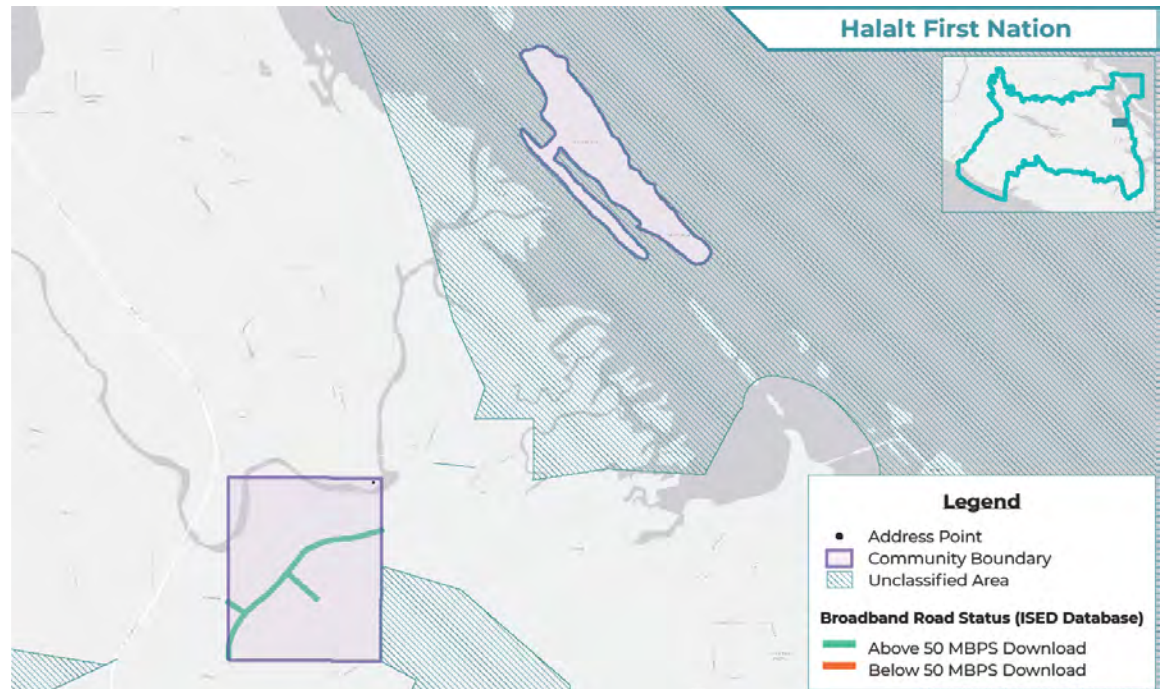 Halalt First Nation
Legend
Address Point
Community Boundary
Unclassified Area
Broadband Road Status (ISED Database)
Above 50 MBPS Download
Below 50 MBPS Download